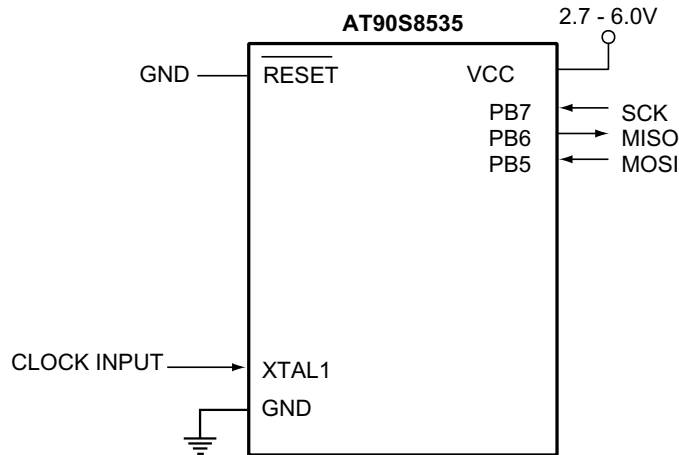 AT90S8535
2.7 - 6.0V
GND
RESET
VCC
PB7
SCK
PB6
MISO
PB5
MOSI
CLOCK INPUT
XTAL1
GND